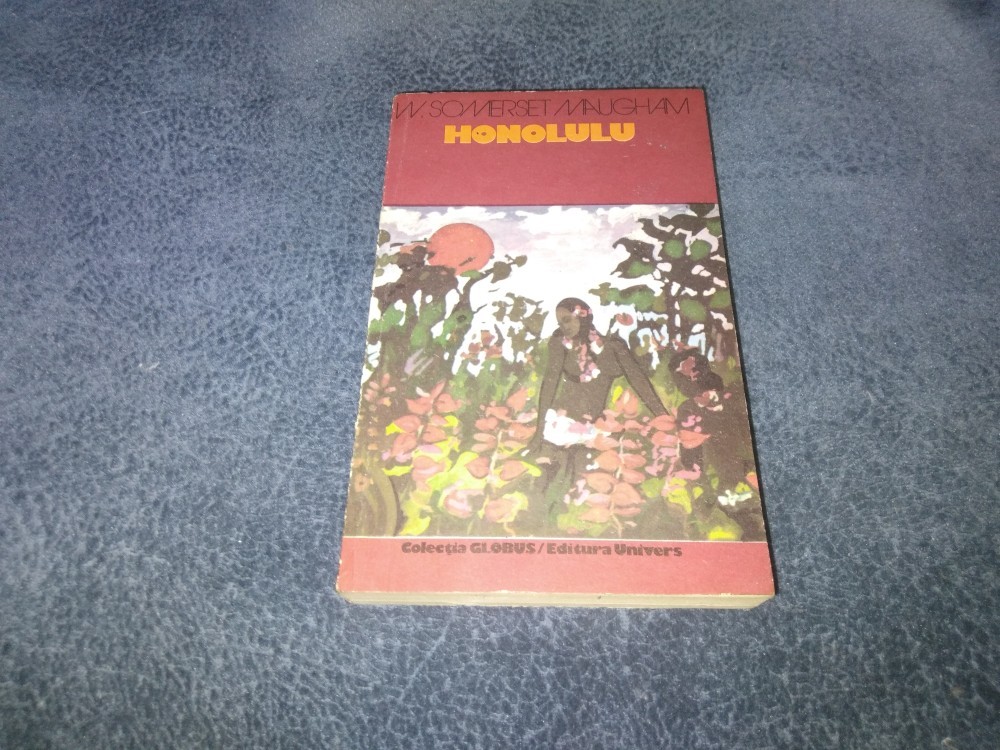 W. SOMERSET MAUGHAM
HONOLULU
Colecția GLOBUS / Editura Univers